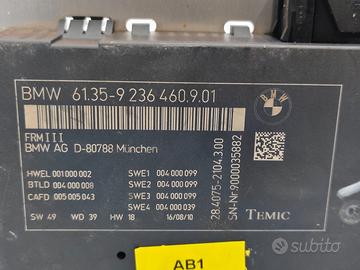 BMW 61.35-9 236 460.9.01
FRMIII
BMW AG D-80788 München
HWEL 001 000 002
BTLD 004 000 008
CAFD 005 005 043
SWE1 004 000 099
SWE2 004 000 099
SWE3 004 000 099
SWE4 004 000 039
SW 49 WD 39 HW 18 16/08/10
28.4075-2104.3.00
SN-Nr.9000035882
TEMIC
AB1
subito